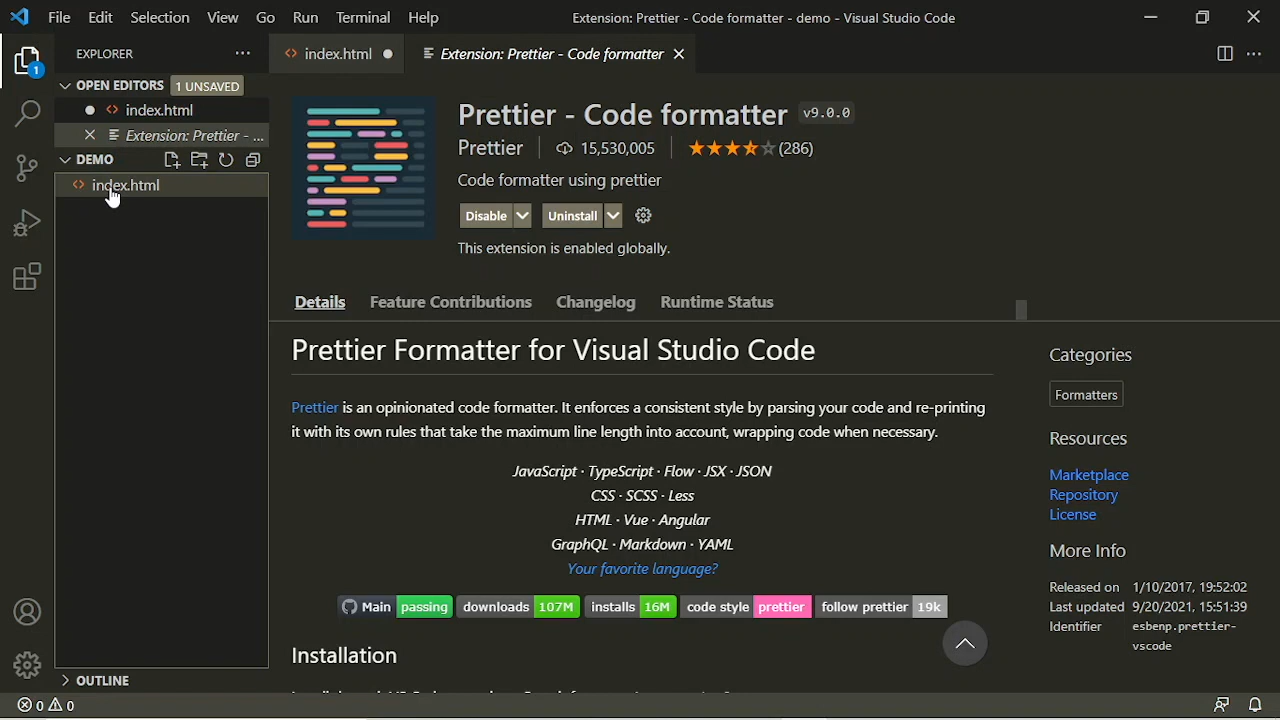 File Edit Selection View Go Run Terminal Help
Extension: Prettier - Code formatter - demo - Visual Studio Code
1
EXPLORER
index.html
Extension: Prettier - Code formatter
OPEN EDITORS 1 UNSAVED
index.html
Extension: Prettier - ...
DEMO
index.html
OUTLINE
Prettier - Code formatter v9.0.0
Prettier 15,530,005 (286)
Code formatter using prettier
Disable Uninstall
This extension is enabled globally.
Details Feature Contributions Changelog Runtime Status
Prettier Formatter for Visual Studio Code
Prettier is an opinionated code formatter. It enforces a consistent style by parsing your code and re-printing
it with its own rules that take the maximum line length into account, wrapping code when necessary.
JavaScript · TypeScript · Flow · JSX · JSON
CSS · SCSS · Less
HTML · Vue · Angular
GraphQL · Markdown · YAML
Your favorite language?
Main passing downloads 107M installs 16M code style prettier follow prettier 19k
Installation
Categories
Formatters
Resources
Marketplace
Repository
License
More Info
Released on 1/10/2017, 19:52:02
Last updated 9/20/2021, 15:51:39
Identifier esbenp.prettier-
vscode
0 0